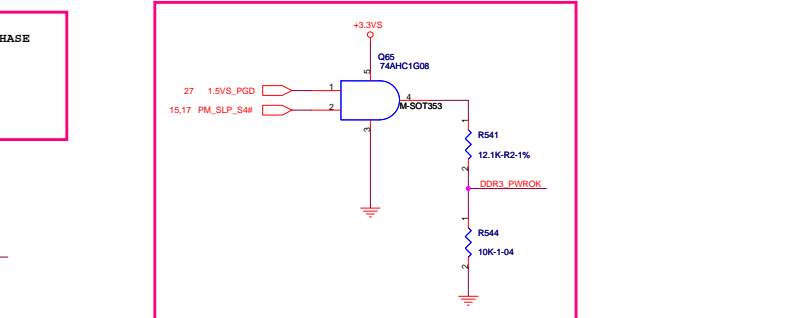 HASE
+3.3VS
Q65
74AHC1G08
5
27 1.5VS_PGD
1
15,17 PM_SLP_S4#
2
4
M-SOT353
3
1
R541
12.1K-R2-1%
2
DDR3_PWROK
1
R544
10K-1-04
2